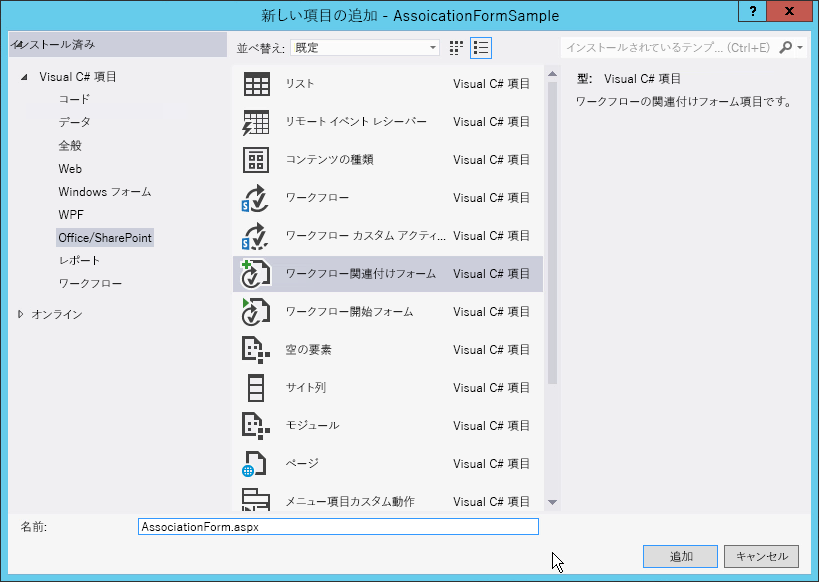 新しい項目の追加 - AssoicationFormSample
?
x
インストール済み
並べ替え: 既定
インストールされているテンプ... (Ctrl+E)
Visual C# 項目
コード
データ
全般
Web
Windows フォーム
WPF
Office/SharePoint
レポート
ワークフロー
オンライン
リスト Visual C# 項目
リモート イベント レシーバー Visual C# 項目
コンテンツの種類 Visual C# 項目
ワークフロー Visual C# 項目
ワークフロー カスタム アクティ... Visual C# 項目
ワークフロー関連付けフォーム Visual C# 項目
ワークフロー開始フォーム Visual C# 項目
空の要素 Visual C# 項目
サイト列 Visual C# 項目
モジュール Visual C# 項目
ページ Visual C# 項目
メニュー項目カスタム動作 Visual C# 項目
型: Visual C# 項目
ワークフローの関連付けフォーム項目です。
名前: AssociationForm.aspx
追加 キャンセル